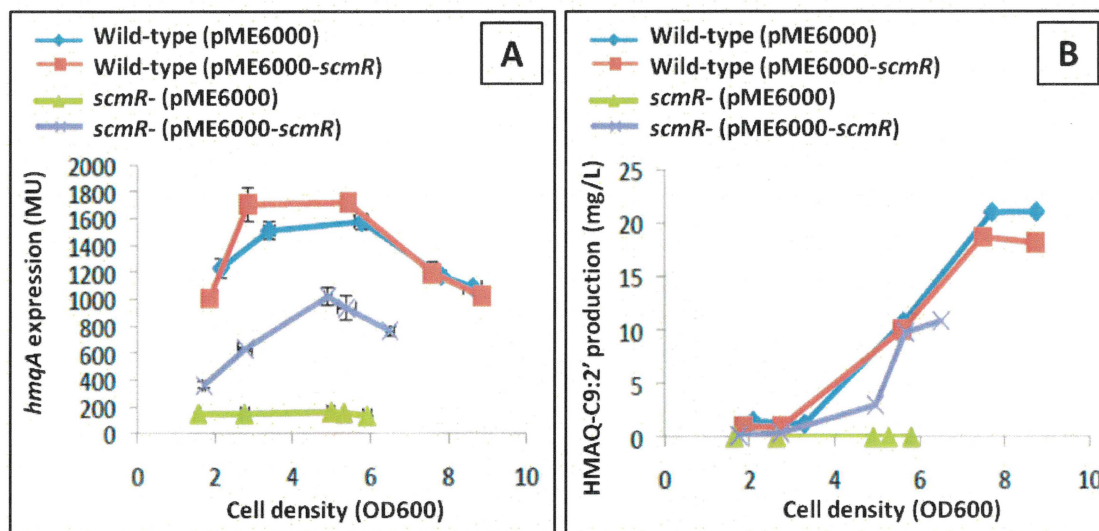 A
Wild-type (pME6000)
Wild-type (pME6000-scmR)
scmR- (pME6000)
scmR- (pME6000-scmR)
hmqA expression (MU)
2000
1800
1600
1400
1200
1000
800
600
400
200
0
0 2 4 6 8 10
Cell density (OD600)
B
Wild-type (pME6000)
Wild-type (pME6000-scmR)
scmR- (pME6000)
scmR- (pME6000-scmR)
HMAQ-C9:2’ production (mg/L)
25
20
15
10
5
0
0 2 4 6 8 10
Cell density (OD600)